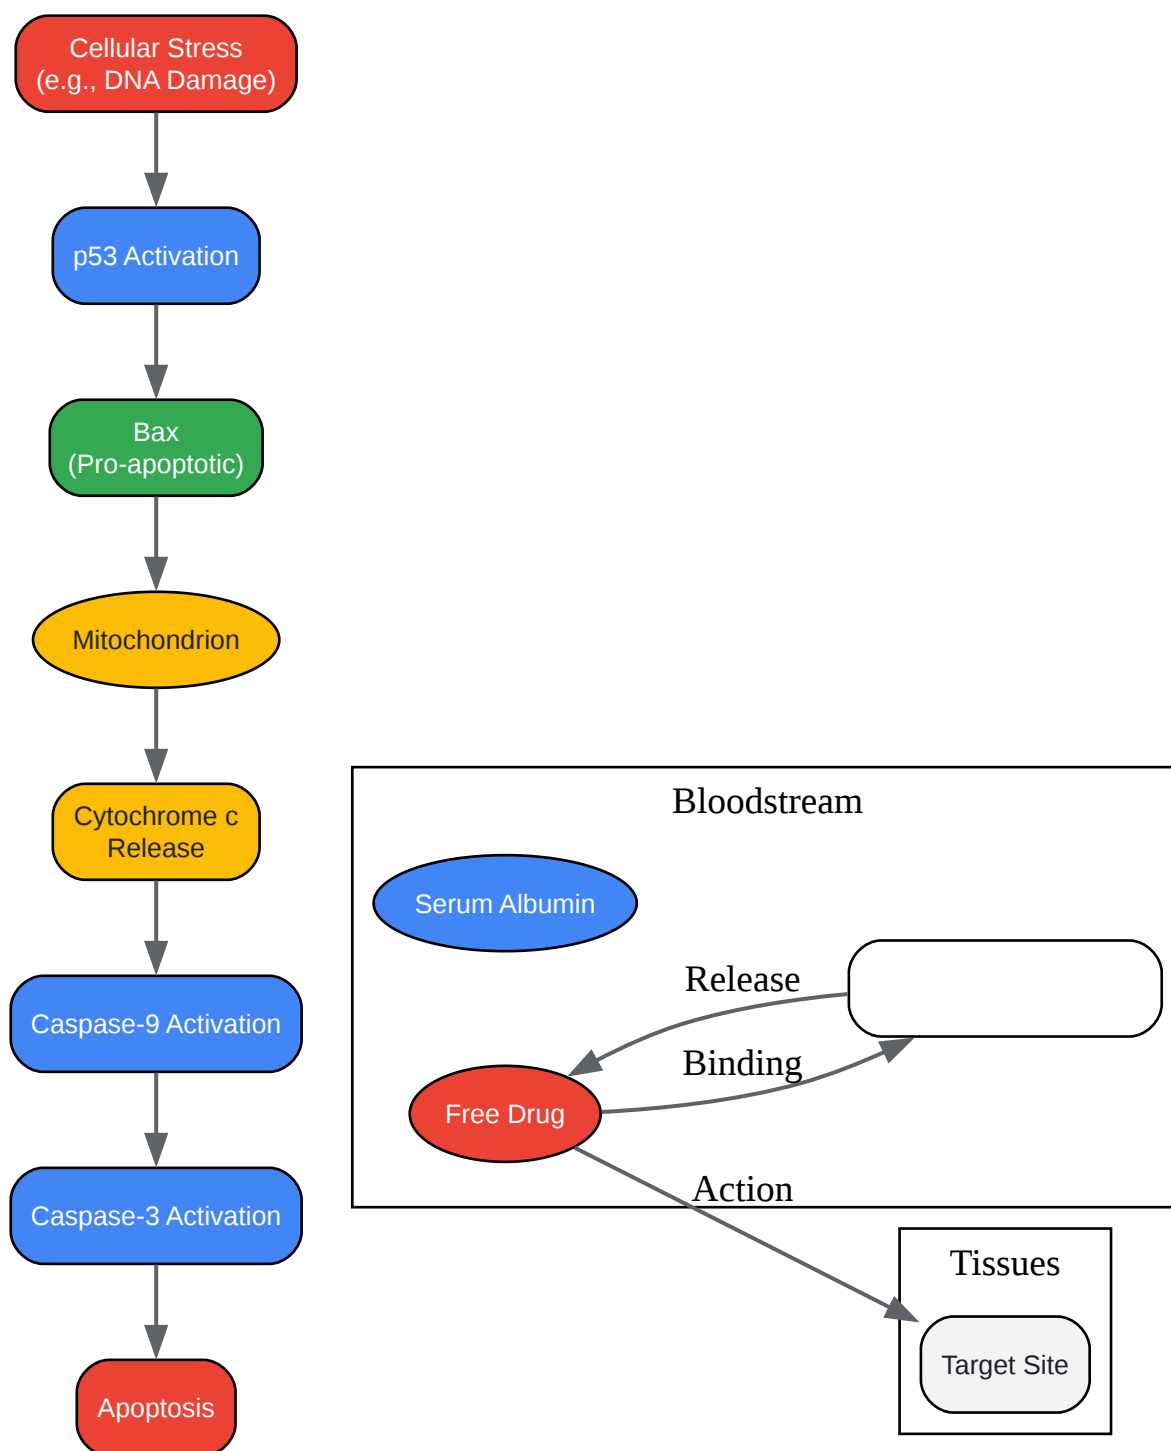 Cellular Stress
(e.g., DNA Damage)
p53 Activation
Bax
(Pro-apoptotic)
Mitochondrion
Cytochrome c
Release
Caspase-9 Activation
Caspase-3 Activation
Apoptosis
Bloodstream
Serum Albumin
Release
Binding
Free Drug
Action
Tissues
Target Site